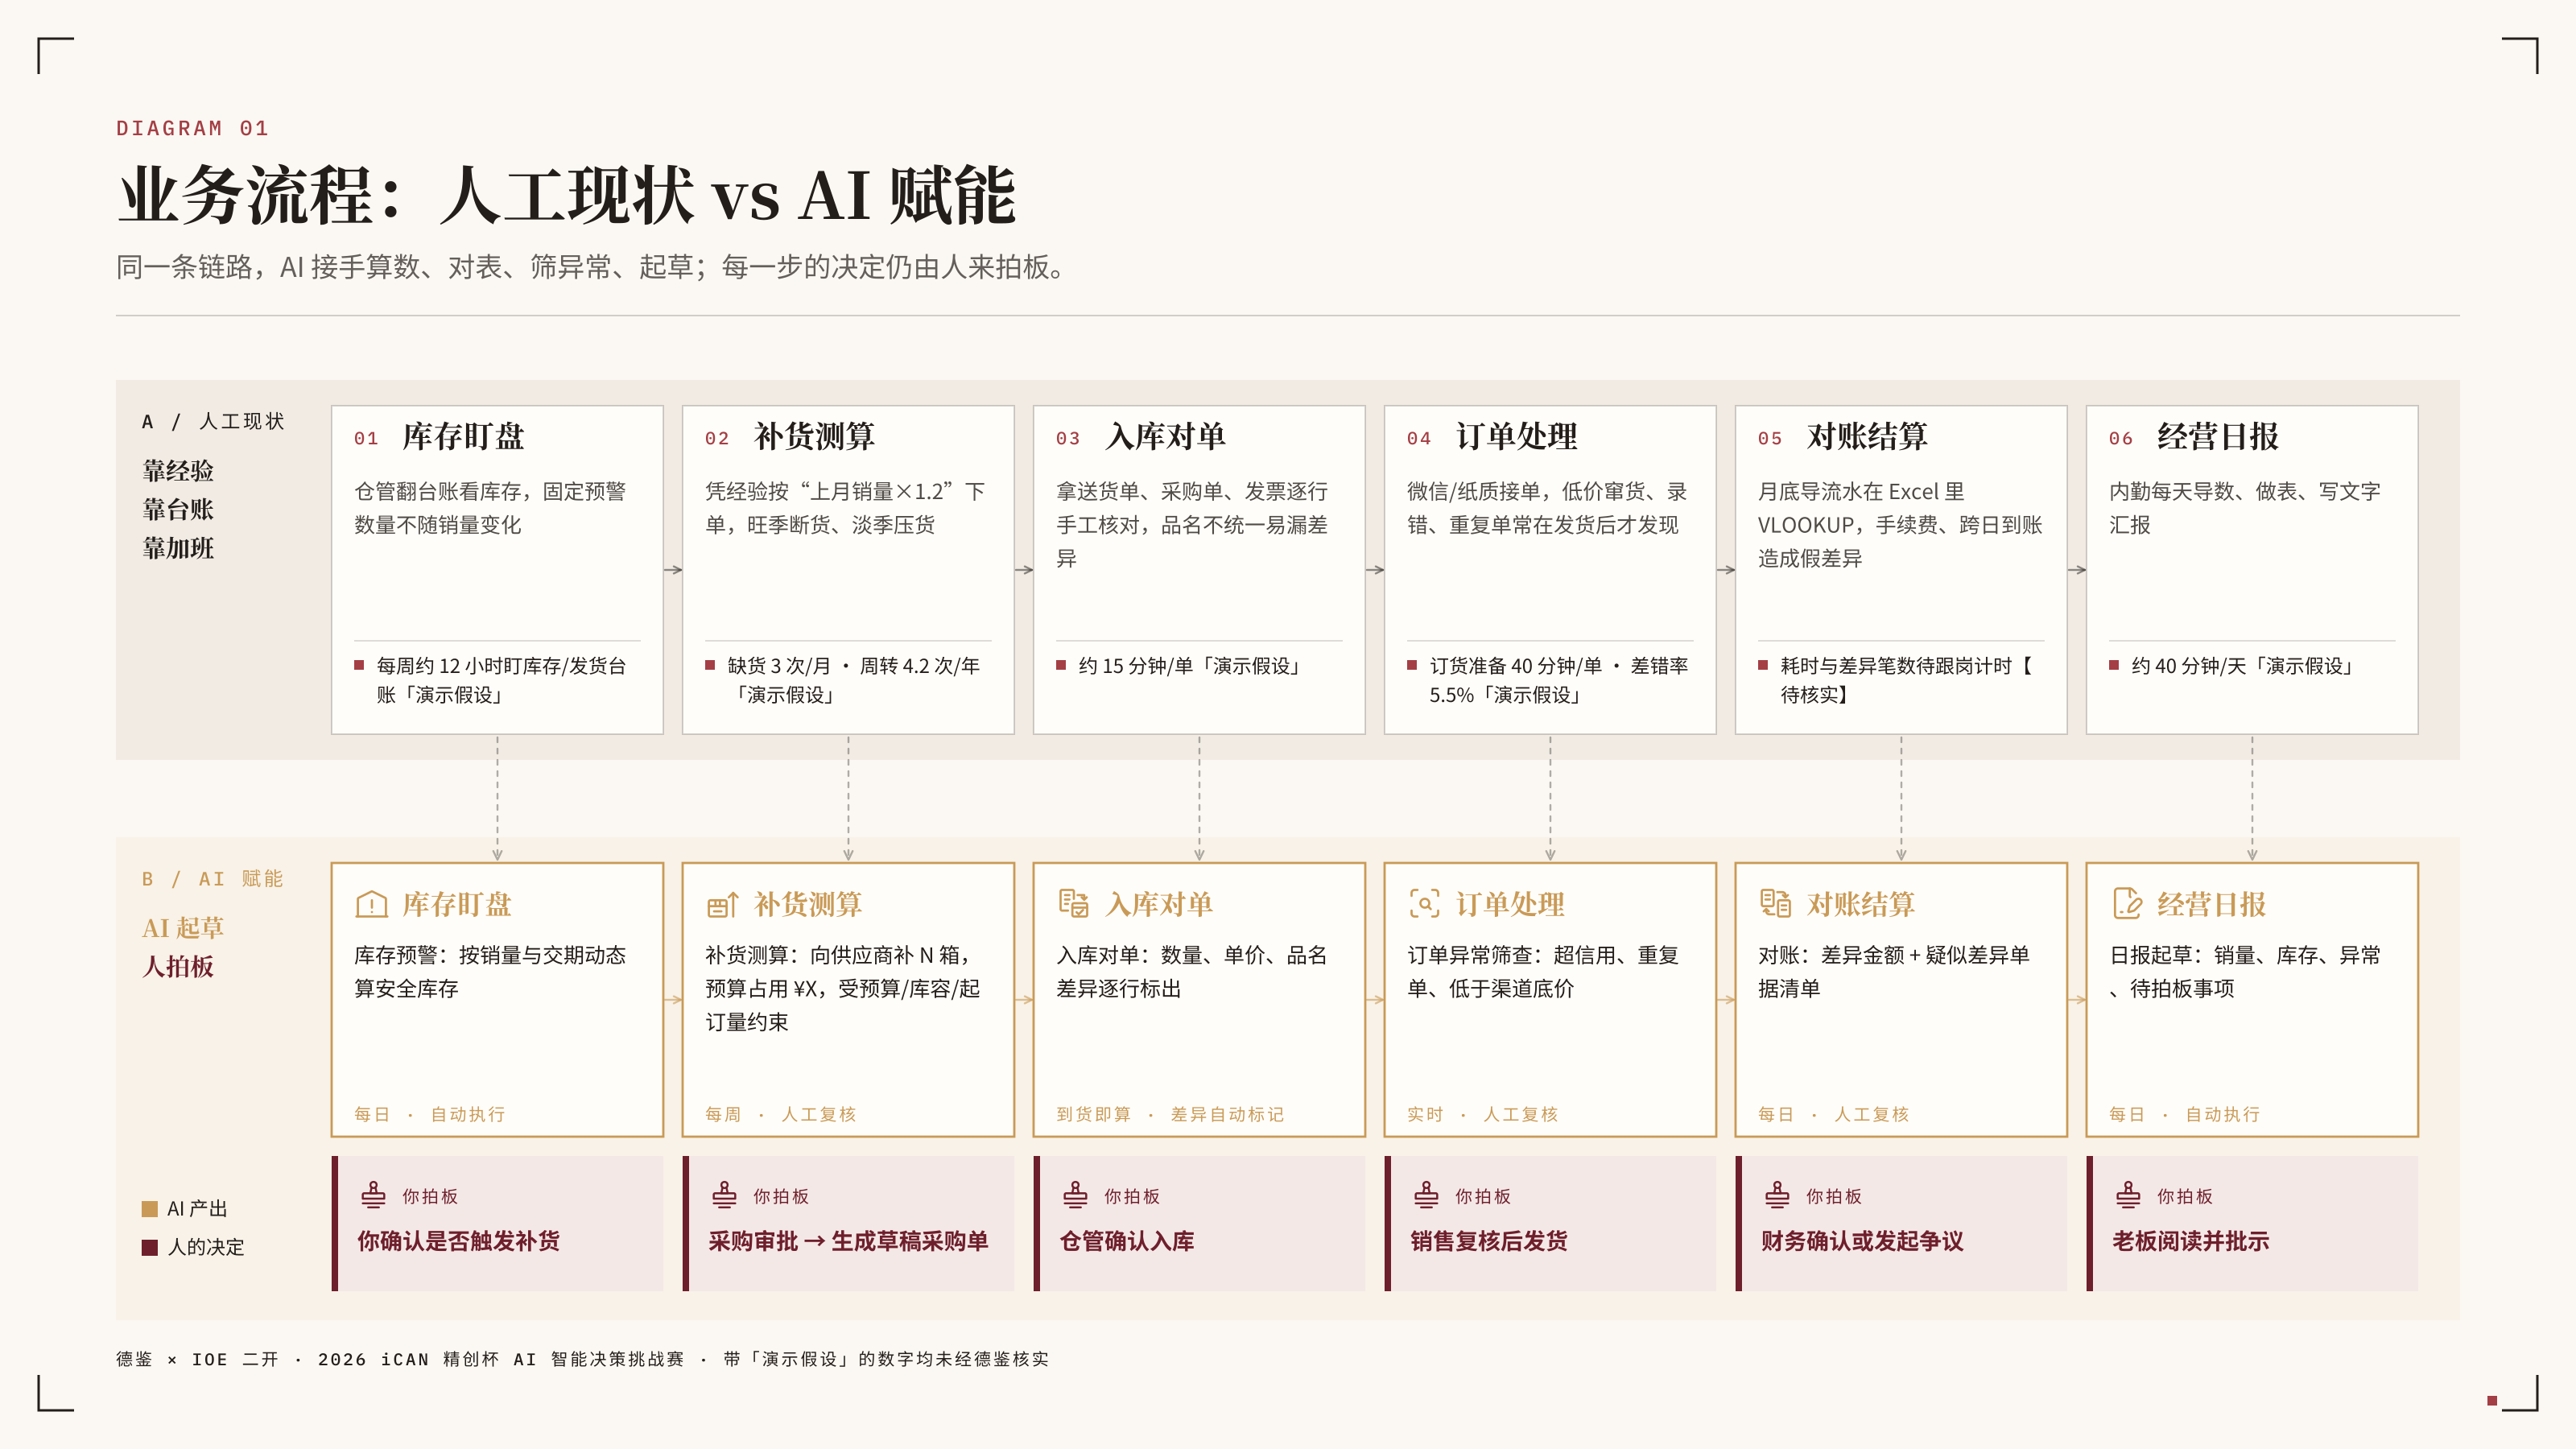 DIAGRAM 01
业务流程：人工现状 vs AI 赋能
同一条链路，AI 接手算数、对表、筛异常、起草；每一步的决定仍由人来拍板。
A / 人工现状
靠经验
靠台账
靠加班
01 库存盯盘
仓管翻台账看库存，固定预警
数量不随销量变化
每周约 12 小时盯库存/发货台
账「演示假设」
02 补货测算
凭经验按“上月销量×1.2”下
单，旺季断货、淡季压货
缺货 3 次/月 · 周转 4.2 次/年
「演示假设」
03 入库对单
拿送货单、采购单、发票逐行
手工核对，品名不统一易漏差
异
约 15 分钟/单「演示假设」
04 订单处理
微信/纸质接单，低价窜货、录
错、重复单常在发货后才发现
订货准备 40 分钟/单 · 差错率
5.5%「演示假设」
05 对账结算
月底导流水在 Excel 里
VLOOKUP，手续费、跨日到账
造成假差异
耗时与差异笔数待跟岗计时【
待核实】
06 经营日报
内勤每天导数、做表、写文字
汇报
约 40 分钟/天「演示假设」
B / AI 赋能
AI 起草
人拍板
库存盯盘
库存预警：按销量与交期动态
算安全库存
每日 · 自动执行
补货测算
补货测算：向供应商补 N 箱，
预算占用 ¥X，受预算/库容/起
订量约束
每周 · 人工复核
入库对单
入库对单：数量、单价、品名
差异逐行标出
到货即算 · 差异自动标记
订单处理
订单异常筛查：超信用、重复
单、低于渠道底价
实时 · 人工复核
对账结算
对账：差异金额 + 疑似差异单
据清单
每日 · 人工复核
经营日报
日报起草：销量、库存、异常
、待拍板事项
每日 · 自动执行
AI 产出
人的决定
你拍板
你确认是否触发补货
你拍板
采购审批 → 生成草稿采购单
你拍板
仓管确认入库
你拍板
销售复核后发货
你拍板
财务确认或发起争议
你拍板
老板阅读并批示
德鉴 × IOE 二开 · 2026 iCAN 精创杯 AI 智能决策挑战赛 · 带「演示假设」的数字均未经德鉴核实